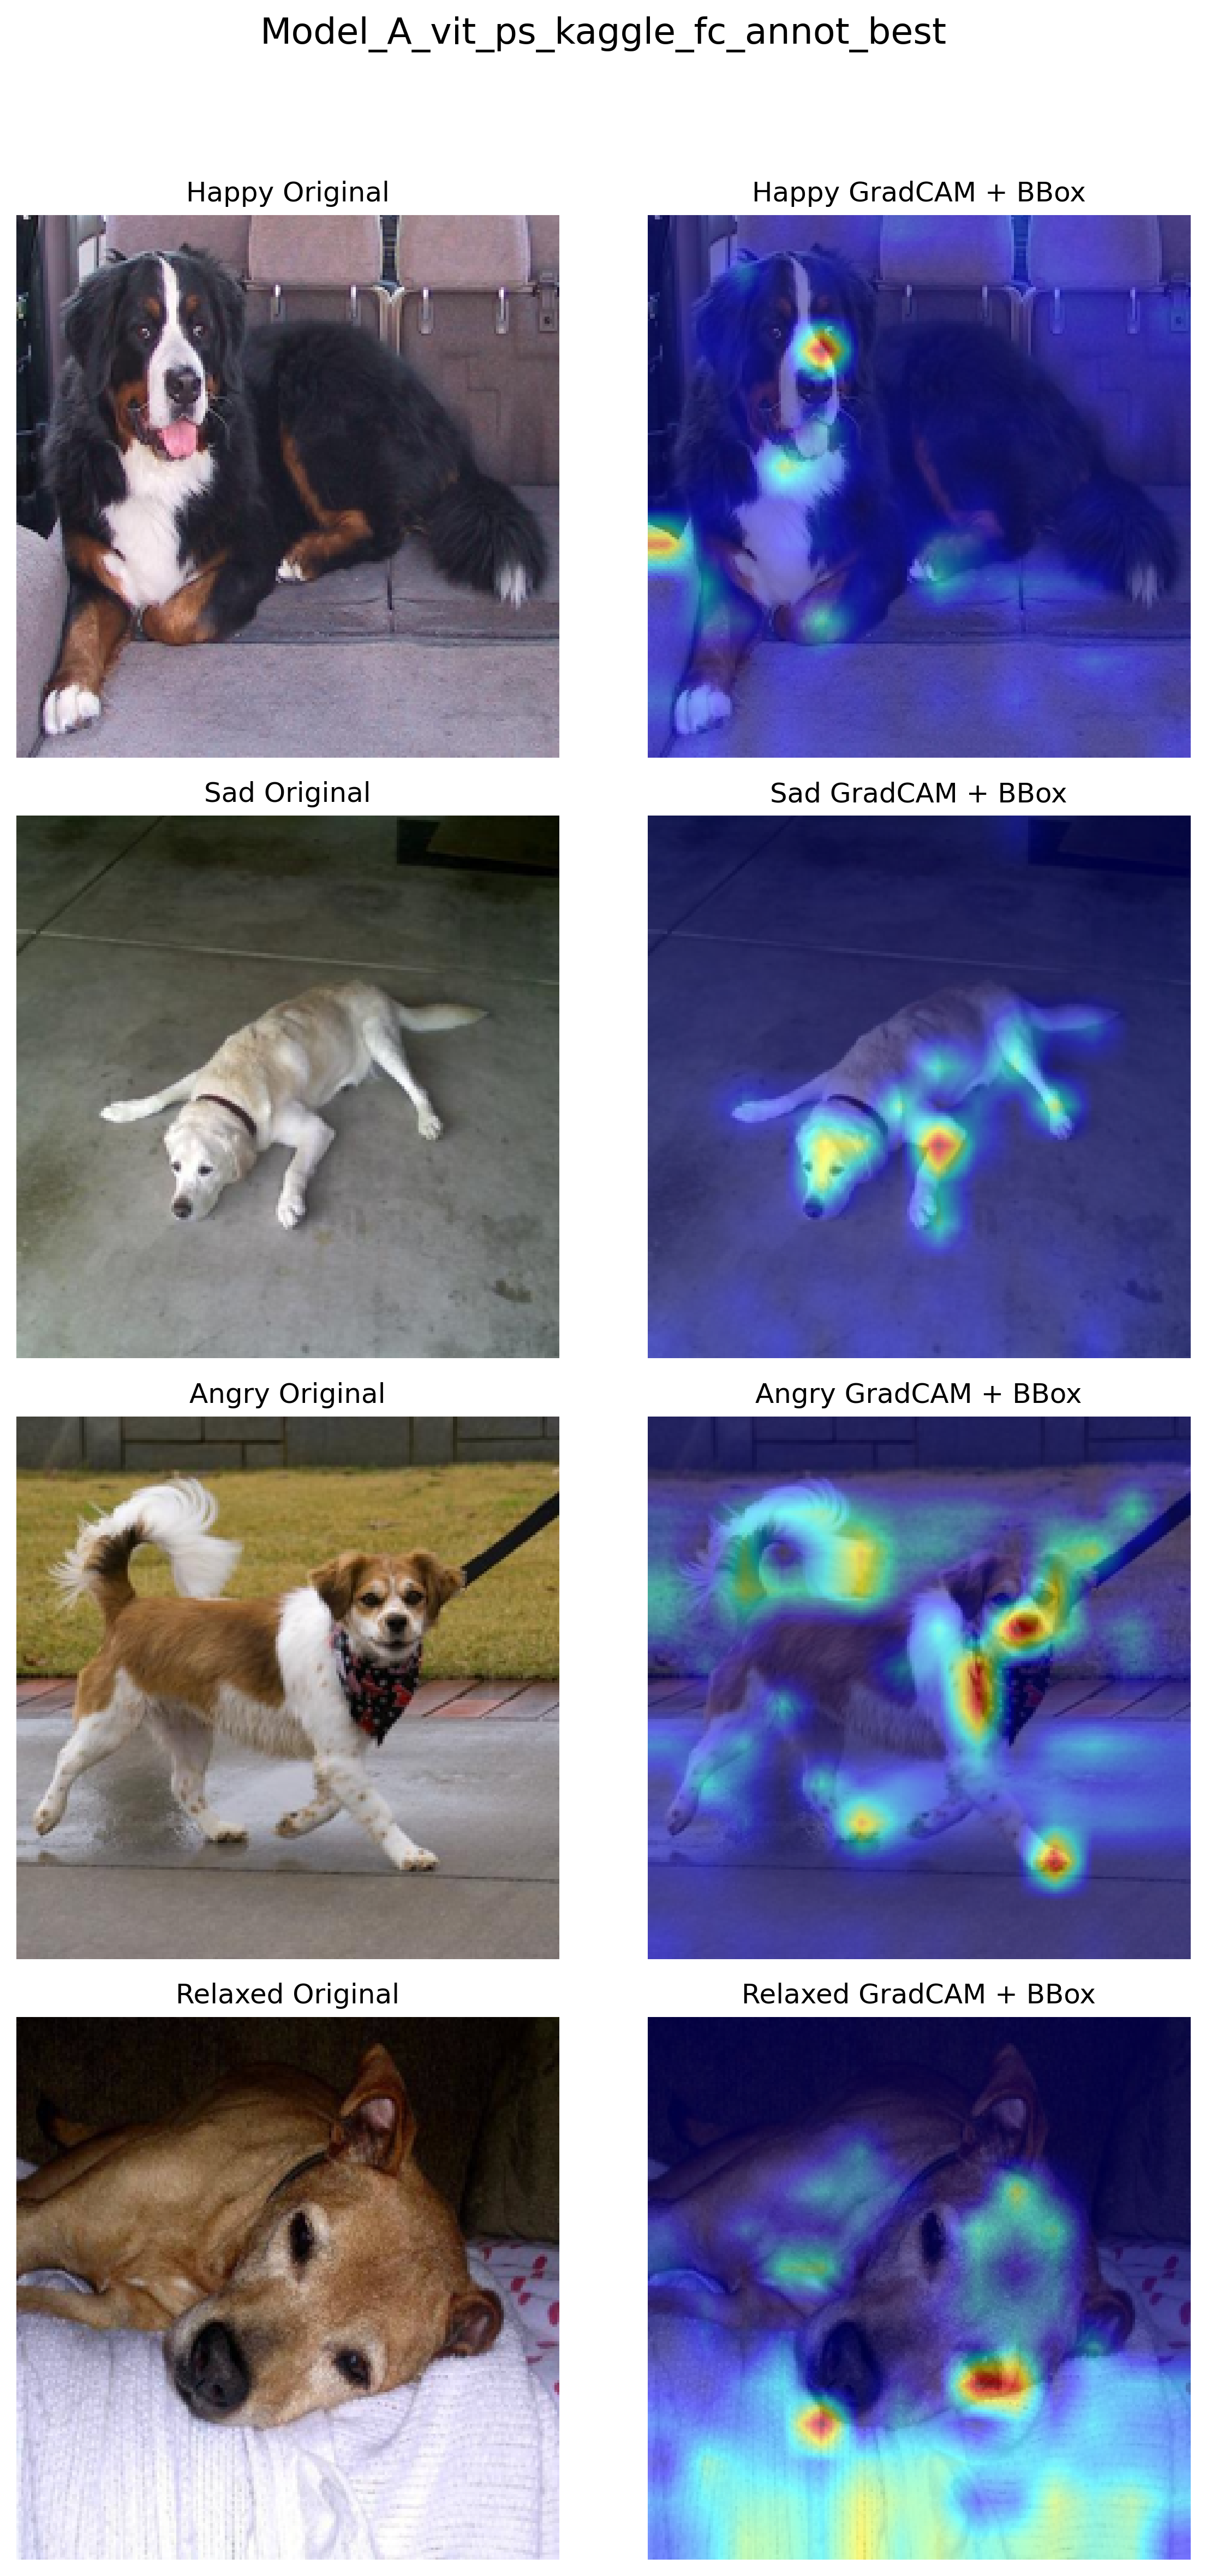 Model_A_vit_ps_kaggle_fc_annot_best
Happy Original
Happy GradCAM + BBox
Sad Original
Sad GradCAM + BBox
Angry Original
Angry GradCAM + BBox
Relaxed Original
Relaxed GradCAM + BBox